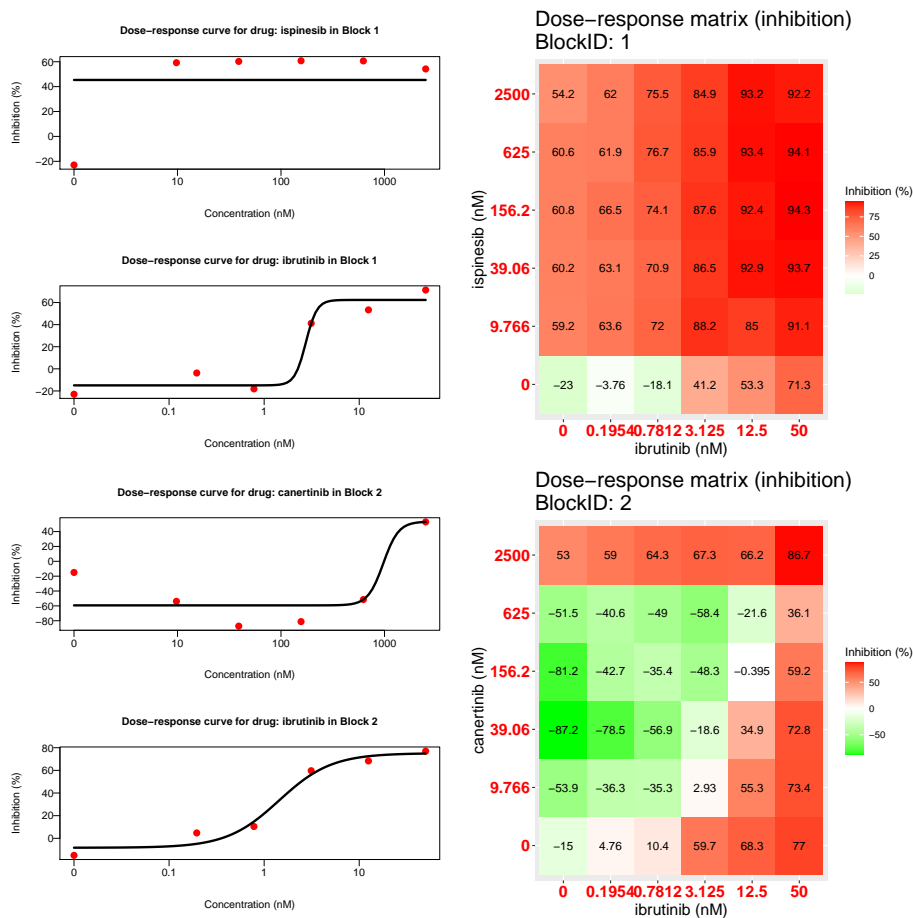 Dose−response curve for drug: ispinesib in Block 1
Inhibition (%)
60
40
20
0
−20
0 10 100 1000
Concentration (nM)
Dose−response curve for drug: ibrutinib in Block 1
Inhibition (%)
60
40
20
0
−20
0 0.1 1 10
Concentration (nM)
Dose−response matrix (inhibition)
BlockID: 1
ispinesib (nM)
2500 54.2 62 75.5 84.9 93.2 92.2
625 60.6 61.9 76.7 85.9 93.4 94.1
156.2 60.8 66.5 74.1 87.6 92.4 94.3
39.06 60.2 63.1 70.9 86.5 92.9 93.7
9.766 59.2 63.6 72 88.2 85 91.1
0 −23 −3.76 −18.1 41.2 53.3 71.3
0 0.1954 0.7812 3.125 12.5 50
ibrutinib (nM)
Inhibition (%)
75
50
25
0
Dose−response curve for drug: canertinib in Block 2
Inhibition (%)
40
20
0
−20
−40
−60
−80
0 10 100 1000
Concentration (nM)
Dose−response curve for drug: ibrutinib in Block 2
Inhibition (%)
80
60
40
20
0
0 0.1 1 10
Concentration (nM)
Dose−response matrix (inhibition)
BlockID: 2
canertinib (nM)
2500 53 59 64.3 67.3 66.2 86.7
625 −51.5 −40.6 −49 −58.4 −21.6 36.1
156.2 −81.2 −42.7 −35.4 −48.3 −0.395 59.2
39.06 −87.2 −78.5 −56.9 −18.6 34.9 72.8
9.766 −53.9 −36.3 −35.3 2.93 55.3 73.4
0 −15 4.76 10.4 59.7 68.3 77
0 0.1954 0.7812 3.125 12.5 50
ibrutinib (nM)
Inhibition (%)
50
0
−50